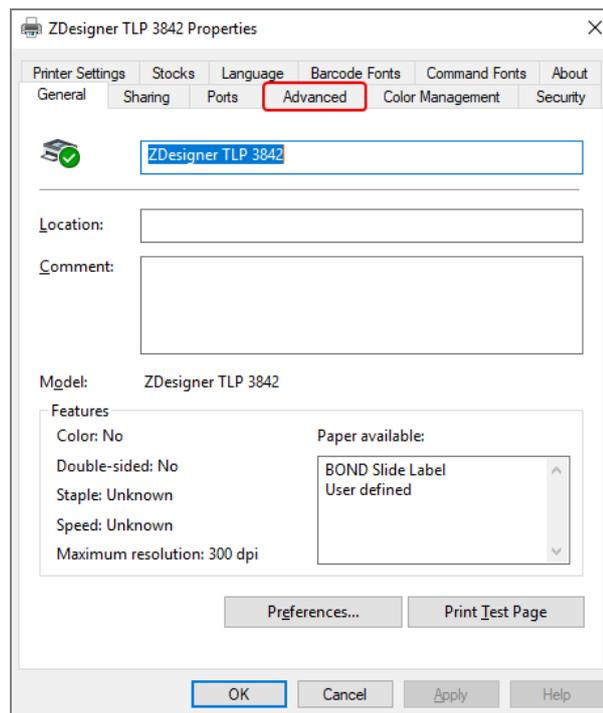 ZDesigner TLP 3842 Properties
Printer Settings Stocks Language Barcode Fonts Command Fonts About
General Sharing Ports Advanced Color Management Security
ZDesigner TLP 3842
Location:
Comment:
Model: ZDesigner TLP 3842
Features
Color: No
Double-sided: No
Staple: Unknown
Speed: Unknown
Maximum resolution: 300 dpi
Paper available:
BOND Slide Label
User defined
Preferences... Print Test Page
OK Cancel Apply Help